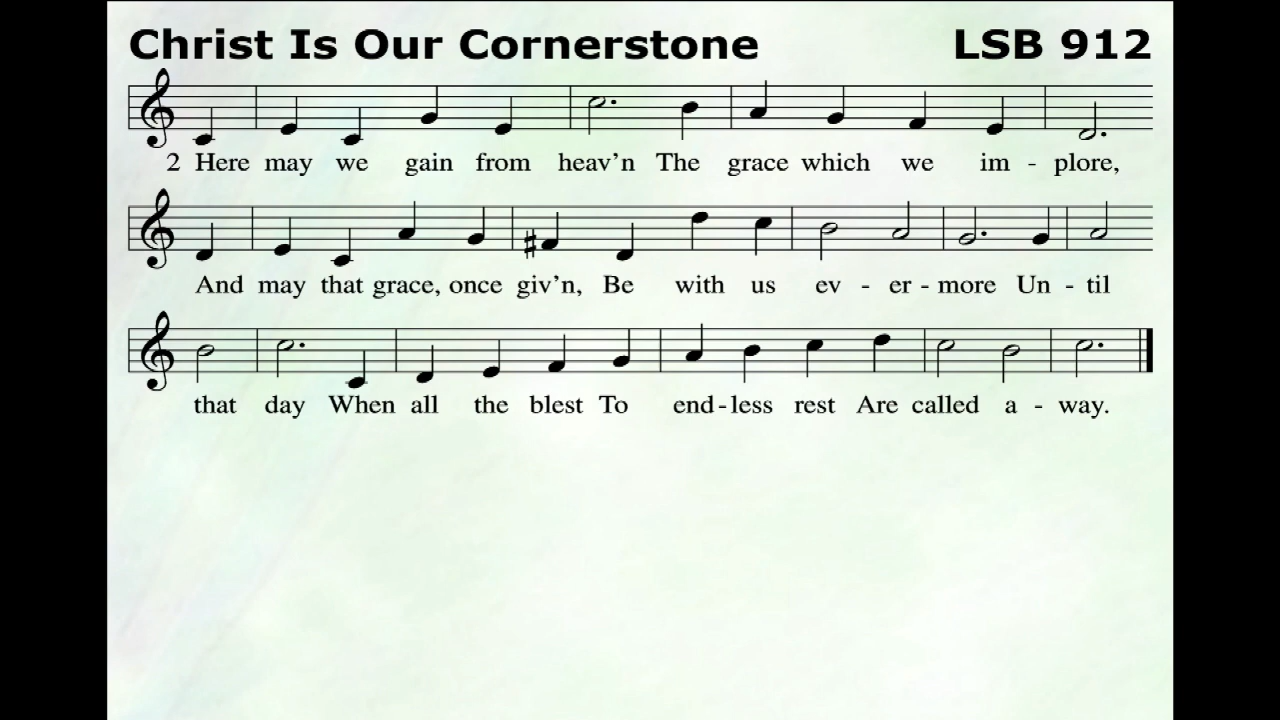 Christ Is Our Cornerstone LSB 912
2 Here may we gain from heav’n The grace which we im - plore,
And may that grace, once giv’n, Be with us ev - er - more Un - til
that day When all the blest To end - less rest Are called a - way.